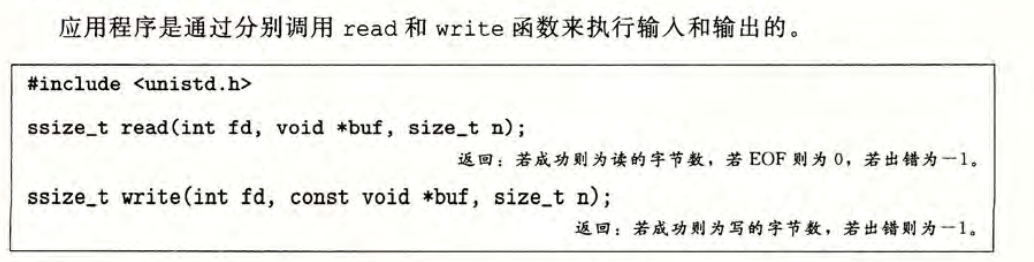 应用程序是通过分别调用 read 和 write 函数来执行输入和输出的。
#include <unistd.h>
ssize_t read(int fd, void *buf, size_t n);
返回：若成功则为读的字节数，若 EOF 则为 0，若出错为－1。
ssize_t write(int fd, const void *buf, size_t n);
返回：若成功则为写的字节数，若出错则为－1。